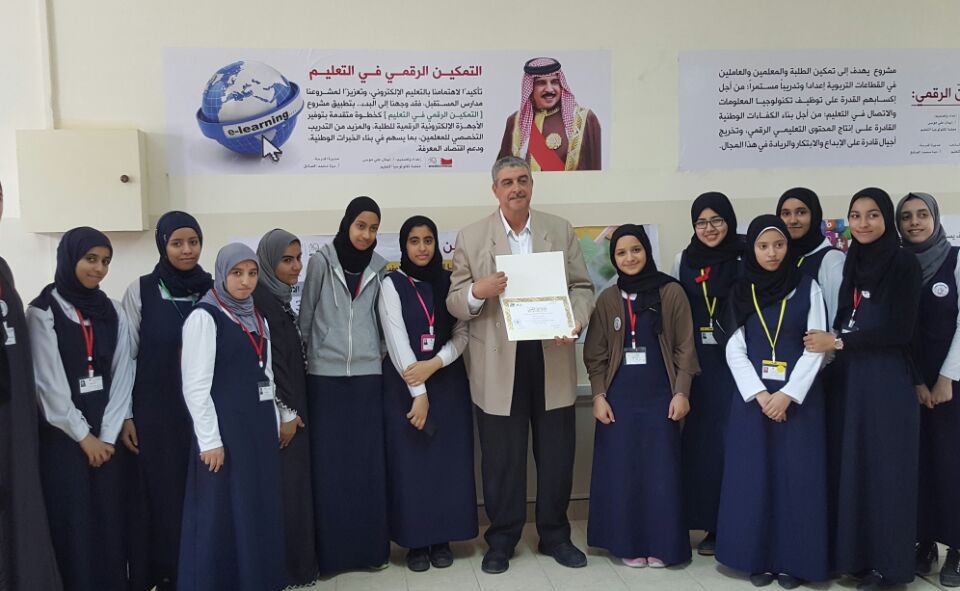 التمكين الرقمي في التعليم
تأكيدًا لاهتمامنا بالتعليم الإلكتروني، وتعزيزًا لمشروعنا
مدارس المستقبل، فقد وجهنا إلى البدء.. بتطبيق مشروع
[ التمكين الرقمي في التعليم ] كخطوة متقدمة بتوفير
الأجهزة الإلكترونية الرقمية للطلبة، والمزيد من التدريب
التخصصي للمعلمين، بما يسهم في بناء الخبرات الوطنية،
ودعم اقتصاد المعرفة.
e-learning
مشروع يهدف إلى تمكين الطلبة والمعلمين والعاملين
في القطاعات التربوية إعدادا وتدريباً مستمرا؛ من أجل
إكسابهم القدرة على توظيف تكنولوجيا المعلومات
والاتصال في التعليم؛ من أجل بناء الكفايات الوطنية
القادرة على إنتاج المحتوى التعليمي الرقمي، وتخريج
أجيال قادرة على الإبداع والابتكار والريادة في هذا المجال.
الرقمي: